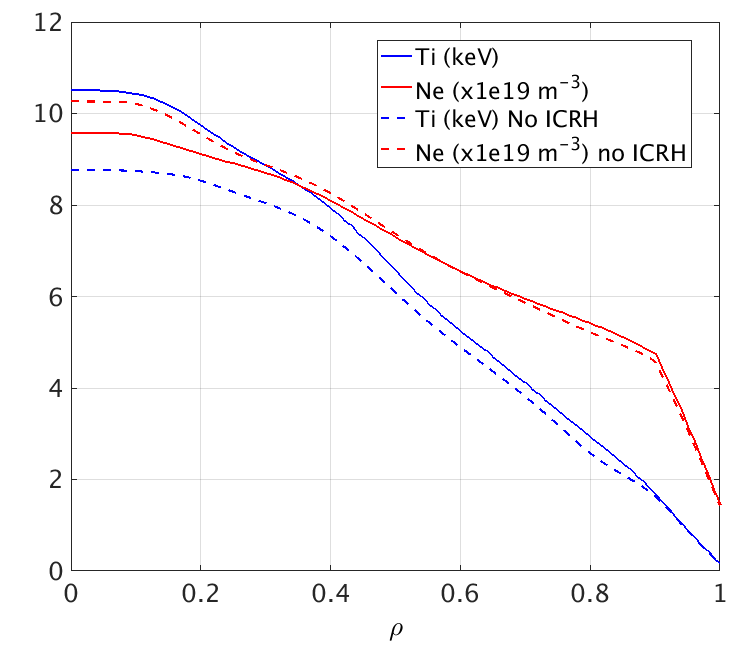 12
10
8
6
4
2
0
0
0.2
0.4
0.6
0.8
1
ρ
Ti (keV)
Ne (x1e19 m⁻³)
Ti (keV) No ICRH
Ne (x1e19 m⁻³) no ICRH